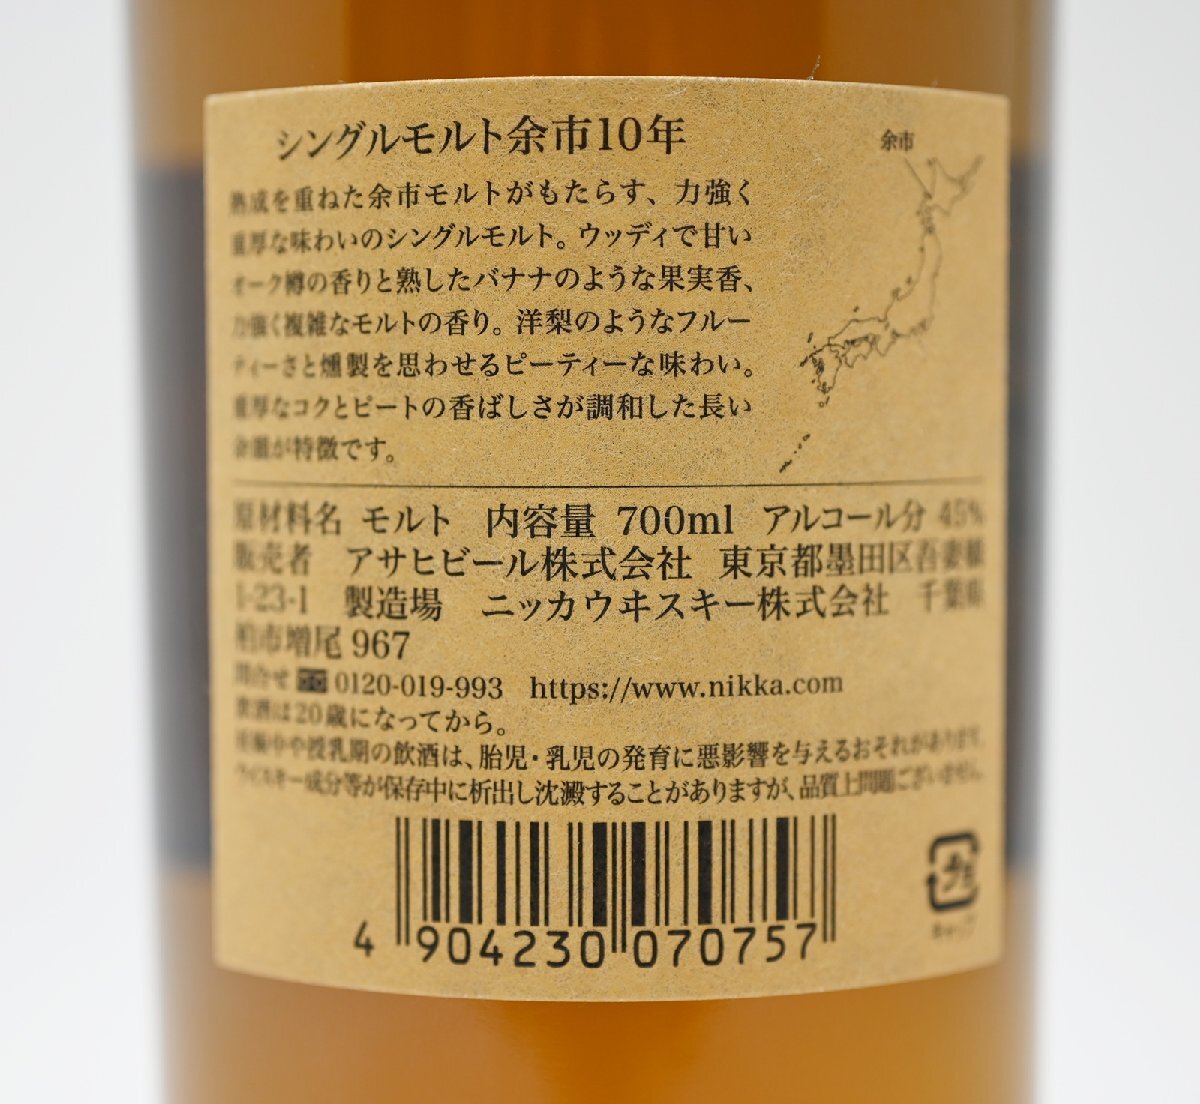 シングルモルト余市10年
余市
熟成を重ねた余市モルトがもたらす、力強く
重厚な味わいのシングルモルト。ウッディで甘い
オーク樽の香りと熟したバナナのような果実香、
力強く複雑なモルトの香り。洋梨のようなフルー
ティーさと燻製を思わせるピーティーな味わい。
重厚なコクとピートの香ばしさが調和した長い
余韻が特徴です。
原材料名 モルト 内容量 700ml アルコール分 45%
販売者 アサヒビール株式会社 東京都墨田区吾妻橋
1-23-1 製造場 ニッカウヰスキー株式会社 千葉県
柏市増尾967
問合せ 0120-019-993 https://www.nikka.com
飲酒は20歳になってから。
妊娠中や授乳期の飲酒は、胎児・乳児の発育に悪影響を与えるおそれがあります。
ウイスキー成分等が保存中に析出し沈澱することがありますが、品質上問題ございません。
4 904230 070757
プラ
キャップ